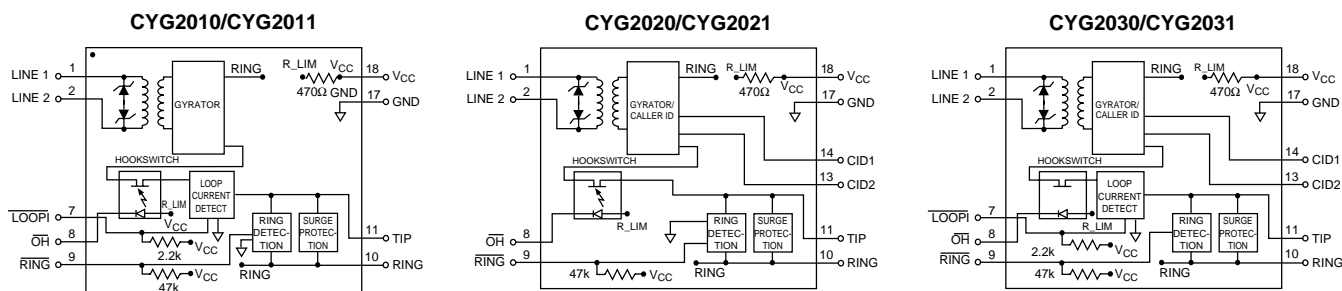 CYG2010/CYG2011
LINE 1
1
LINE 2
2
GYRATOR
RING
R_LIM
VCC
470Ω
GND
18
VCC
17
GND
HOOKSWITCH
LOOP
CURRENT
DETECT
R_LIM
VCC
LOOPI
7
OH
8
2.2k
VCC
RING
DETEC-
TION
SURGE
PRO-
TECTION
11
TIP
RING
9
47k
VCC
RING
10
RING
CYG2020/CYG2021
LINE 1
1
LINE 2
2
GYRATOR/
CALLER ID
RING
R_LIM
470Ω
VCC
18
VCC
17
GND
14
CID1
13
CID2
HOOKSWITCH
R_LIM
OH
8
RING
DETEC-
TION
SURGE
PRO-
TECTION
11
TIP
RING
9
47k
VCC
RING
10
RING
CYG2030/CYG2031
LINE 1
1
LINE 2
2
GYRATOR/
CALLER ID
RING
R_LIM
470Ω
VCC
18
VCC
17
GND
14
CID1
13
CID2
HOOKSWITCH
LOOP
CURRENT
DETECT
LOOPI
7
R_LIM
OH
8
2.2k
VCC
RING
DETEC-
TION
SURGE
PRO-
TECTION
11
TIP
RING
9
47k
VCC
RING
10
RING